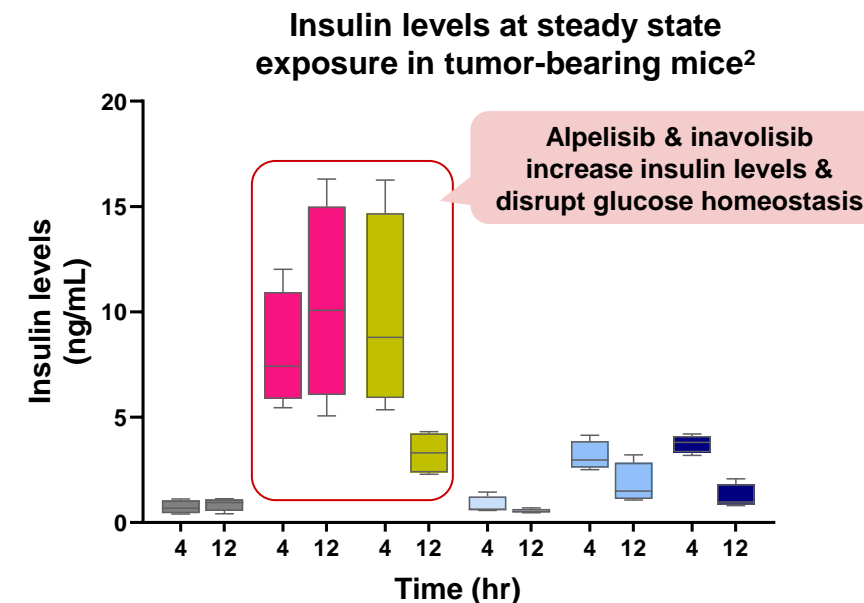 Insulin levels at steady state
exposure in tumor-bearing mice²
Alpelisib & inavolisib
increase insulin levels &
disrupt glucose homeostasis
Insulin levels
(ng/mL)
20
15
10
5
0
4 12 4 12 4 12 4 12 4 12 4 12
Time (hr)